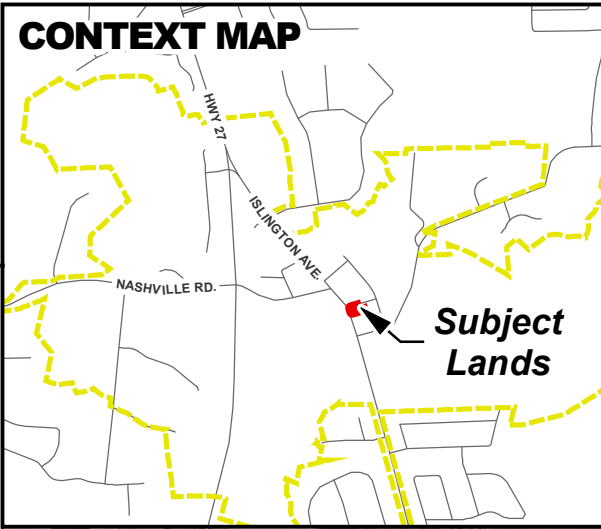 CONTEXT MAP
HWY 27
ISLINGTON AVE.
NASHVILLE RD.
Subject
Lands